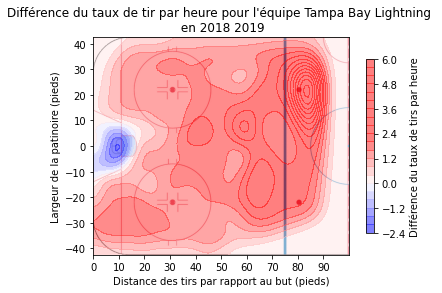 Différence du taux de tir par heure pour l'équipe Tampa Bay Lightning
en 2018 2019
Largeur de la patinoire (pieds)
40
30
20
10
0
−10
−20
−30
−40
0 10 20 30 40 50 60 70 80 90
Distance des tirs par rapport au but (pieds)
6.0
4.8
3.6
2.4
1.2
0.0
−1.2
−2.4
Différence du taux de tirs par heure